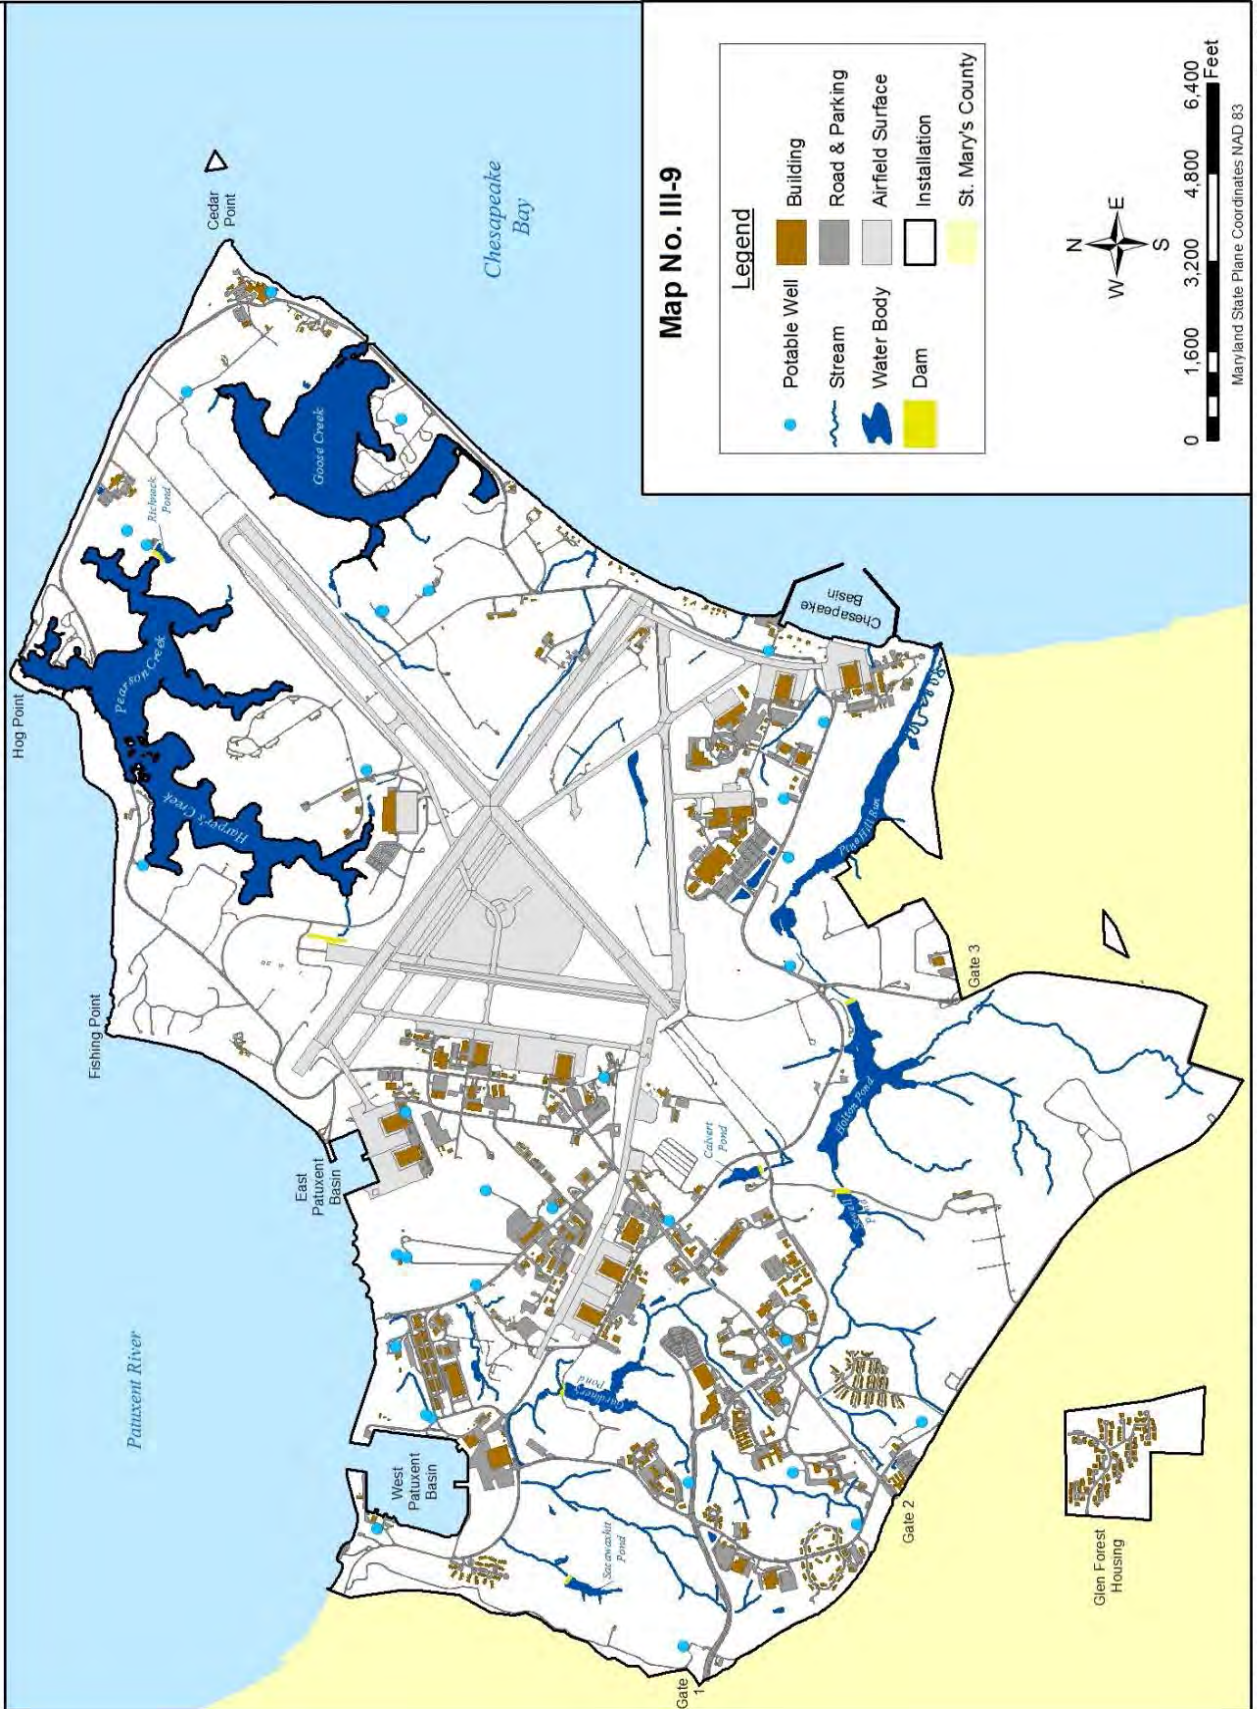 Hog Point
Cedar
Point
Fishing Point
Pearson Creek
Harper's Creek
Goose Creek
Chesapeake
Bay
East
Patuxent
Basin
Patuxent River
West
Patuxent
Basin
Calvert
Pond
Gardiner's
Pond
Pond
Sewell
Holton Pond
Pine Hill Run
Chesapeake
Basin
Gate 3
Gate 2
Gate
1
Glen Forest
Housing
Map No. III-9
Legend
Potable Well
Stream
Water Body
Dam
Building
Road & Parking
Airfield Surface
Installation
St. Mary's County
N
W
E
S
0
1,600
3,200
4,800
6,400
Feet
Maryland State Plane Coordinates NAD 83